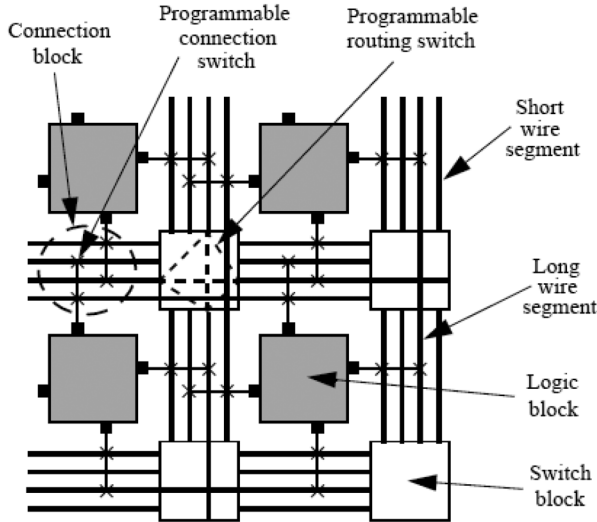 Connection
block
Programmable
connection
switch
Programmable
routing switch
Short
wire
segment
Long
wire
segment
Logic
block
Switch
block